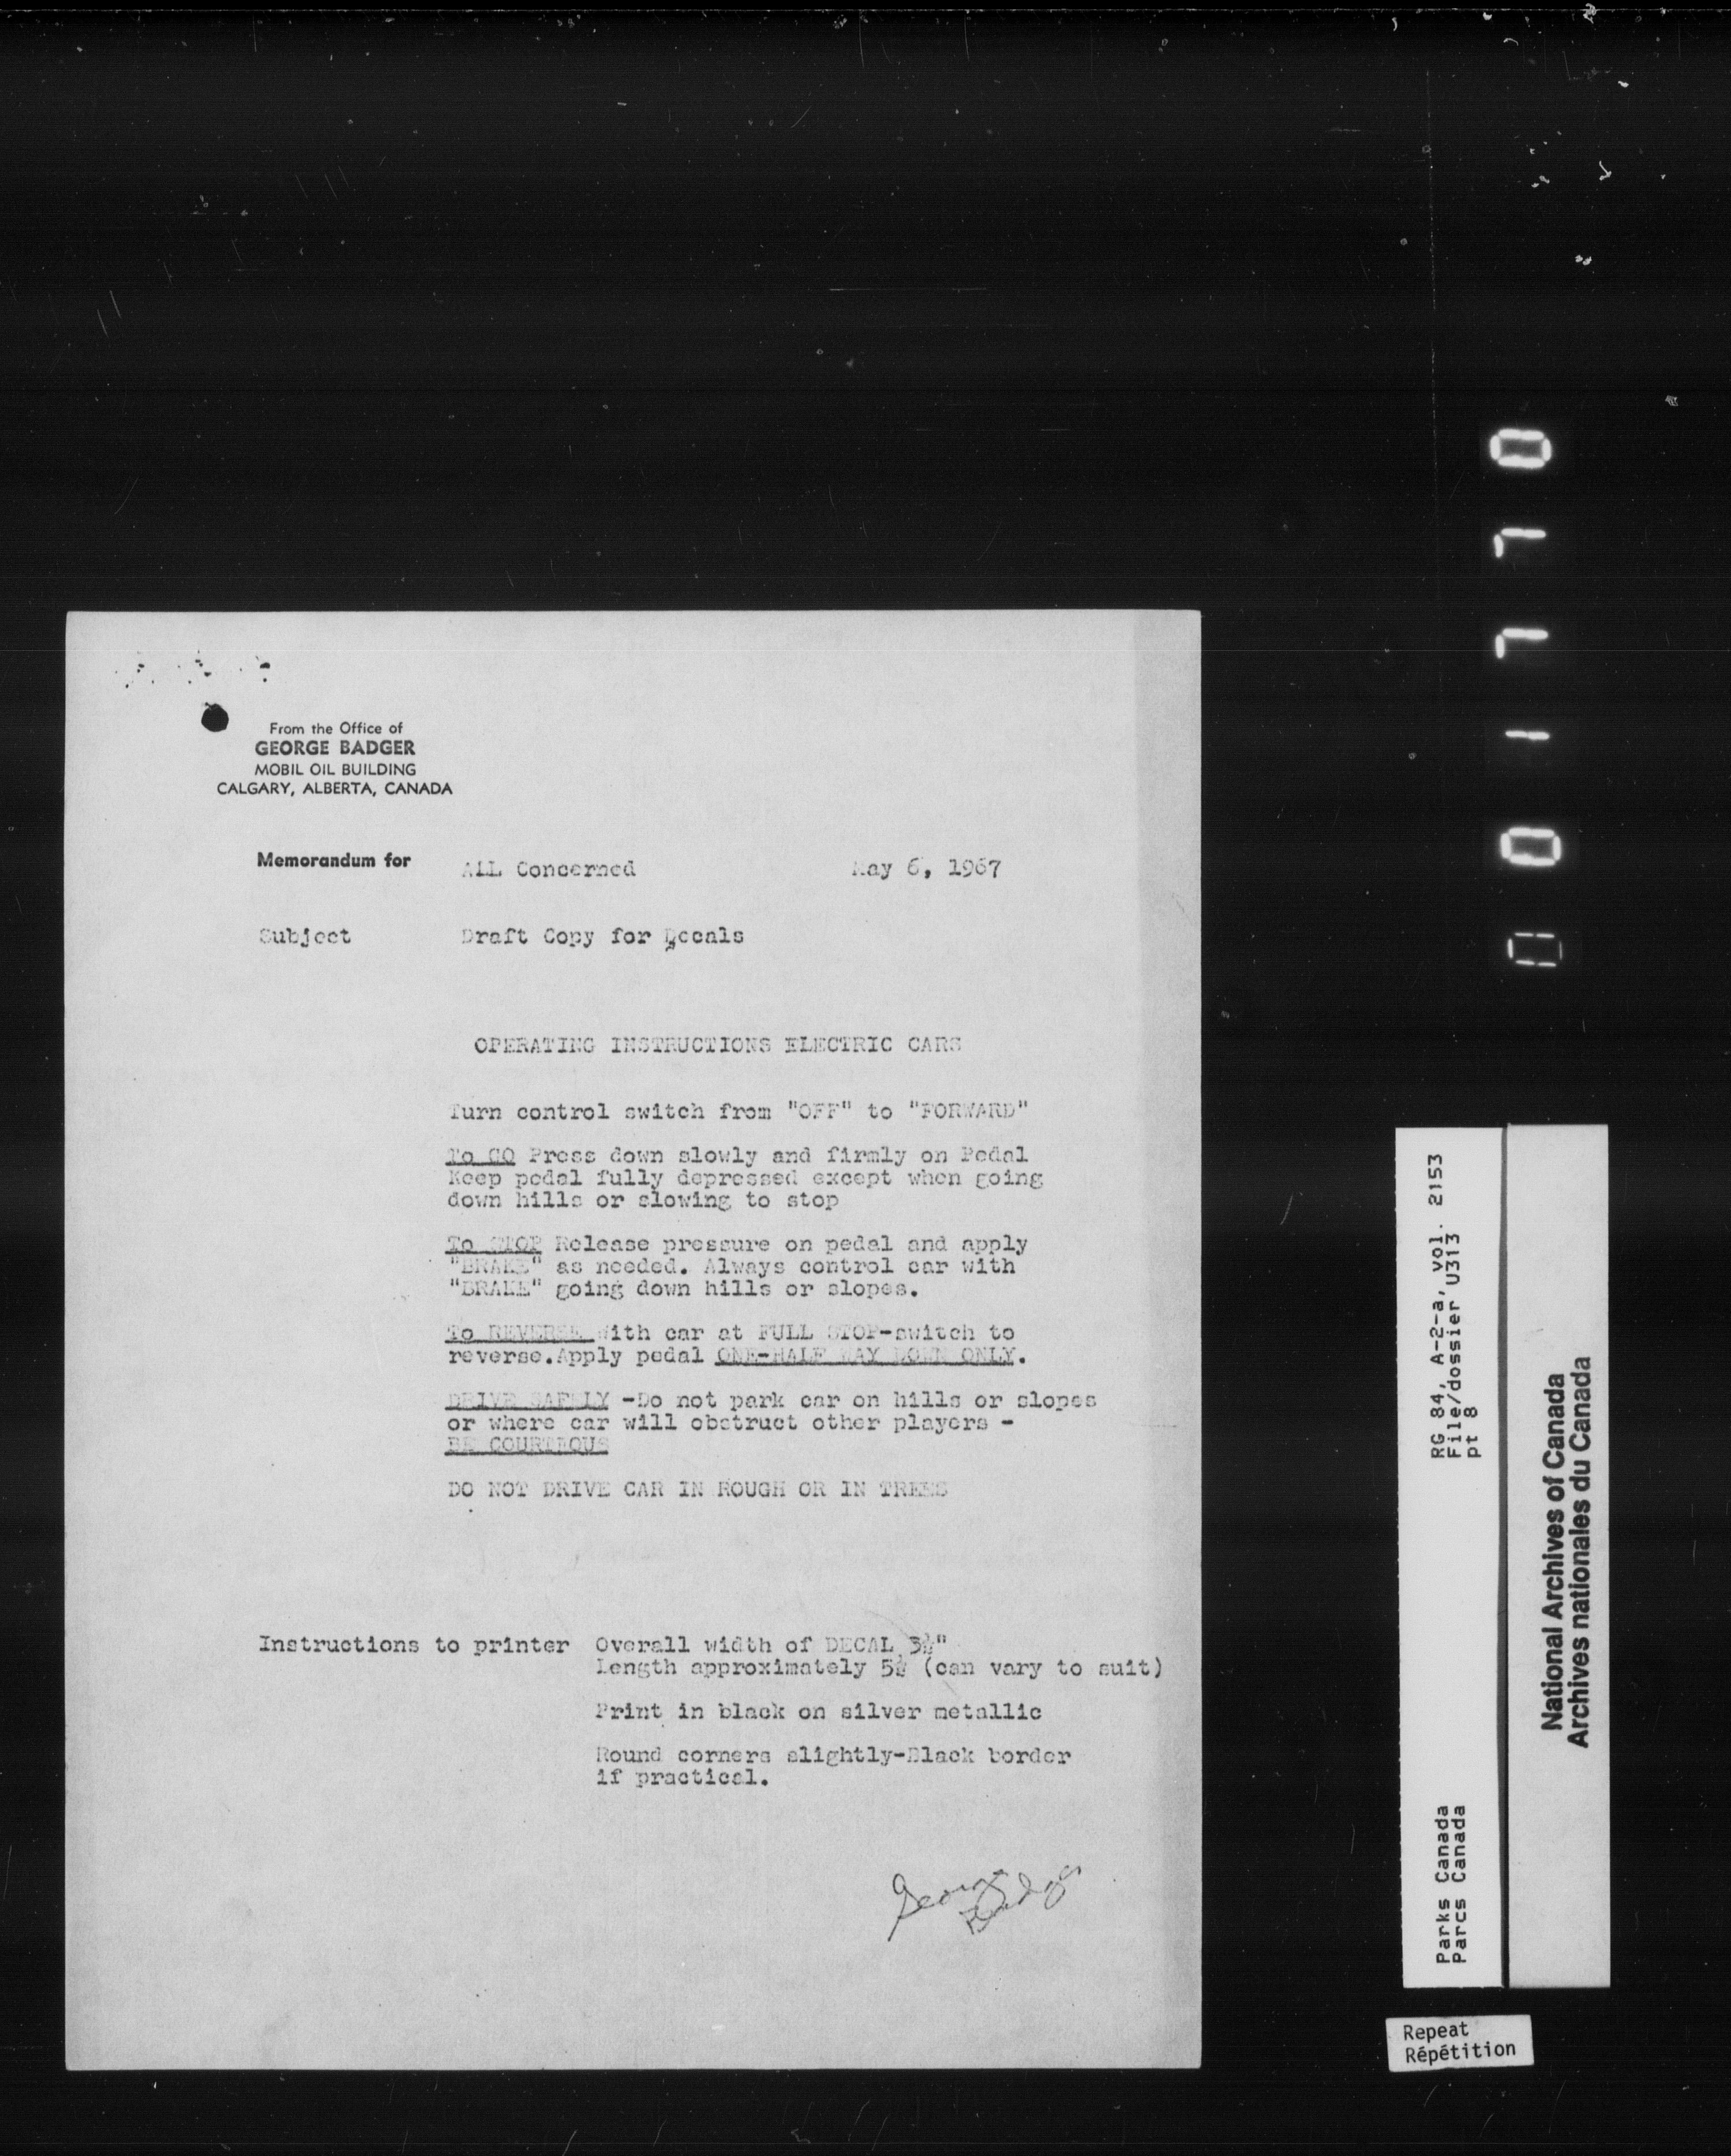 From the Office of
GEORGE BADGER
MOBIL OIL BUILDING
CALGARY, ALBERTA, CANADA
Memorandum for ALL Concerned May 6, 1967
Subject Draft Copy for Decals
OPERATING INSTRUCTIONS ELECTRIC CARS
Turn control switch from "OFF" to "FORWARD"
To GO Press down slowly and firmly on Pedal
Keep pedal fully depressed except when going
down hills or slowing to stop
To STOP Release pressure on pedal and apply
"BRAKE" as needed. Always control car with
"BRAKE" going down hills or slopes.
To REVERSE With car at FULL STOP-switch to
reverse.Apply pedal ONE-HALF WAY DOWN ONLY.
DRIVE SAFELY -Do not park car on hills or slopes
or where car will obstruct other players -
BE COURTEOUS
DO NOT DRIVE CAR IN ROUGH OR IN TREES
Instructions to printer Overall width of DECAL 3½"
Length approximately 5½ (can vary to suit)
Print in black on silver metallic
Round corners slightly-Black border
if practical.
George
Badger
RG 84, A-2-a, vol. 2153
File/dossier U313
pt 8
Parks Canada
Parcs Canada
National Archives of Canada
Archives nationales du Canada
Repeat
Répétition